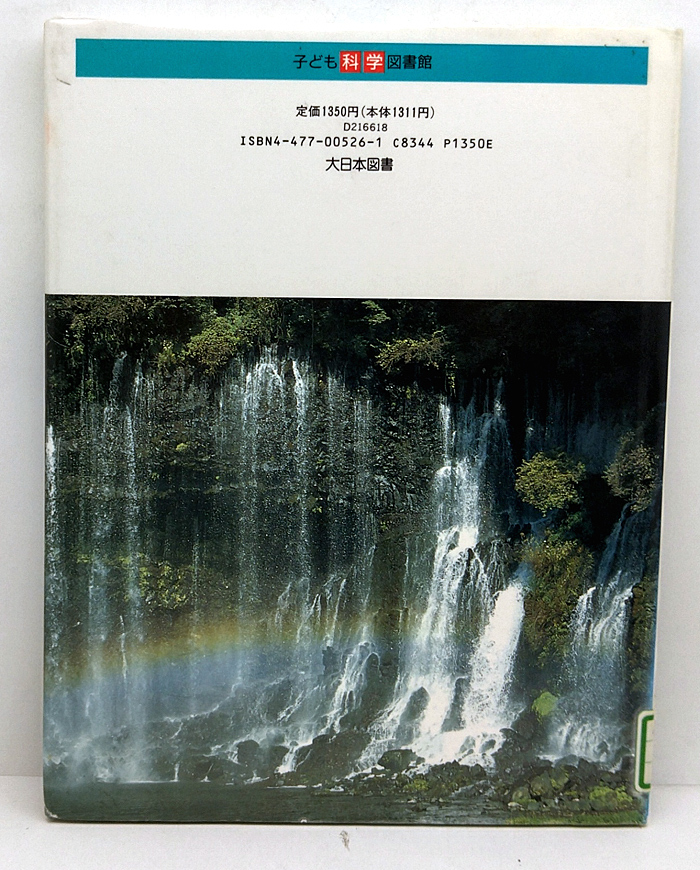 子ども科学図書館
定価1350円(本体1311円)
D216618
ISBN4-477-00526-1 C8344 P1350E
大日本図書